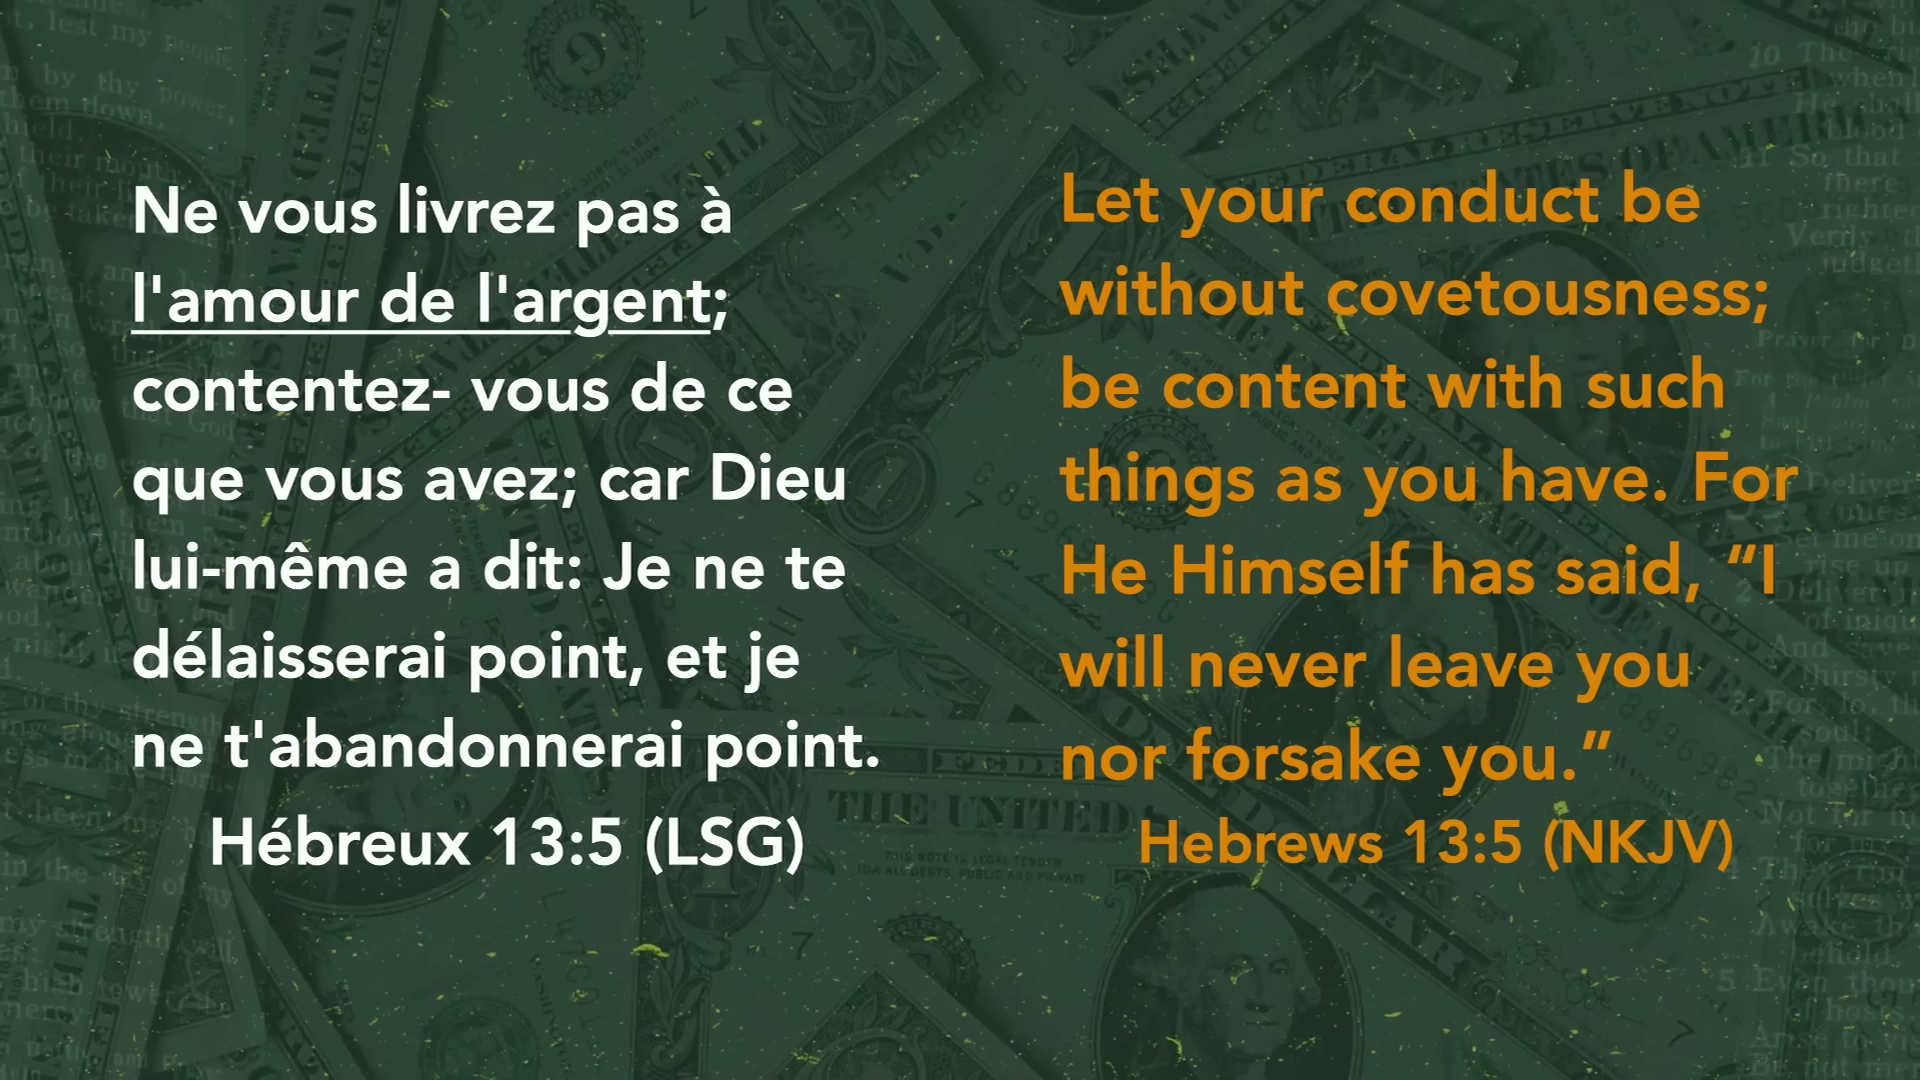 Ne vous livrez pas à
l'amour de l'argent;
contentez- vous de ce
que vous avez; car Dieu
lui-même a dit: Je ne te
délaisserai point, et je
ne t'abandonnerai point.
Hébreux 13:5 (LSG)
Let your conduct be
without covetousness;
be content with such
things as you have. For
He Himself has said, “I
will never leave you
nor forsake you.”
Hebrews 13:5 (NKJV)